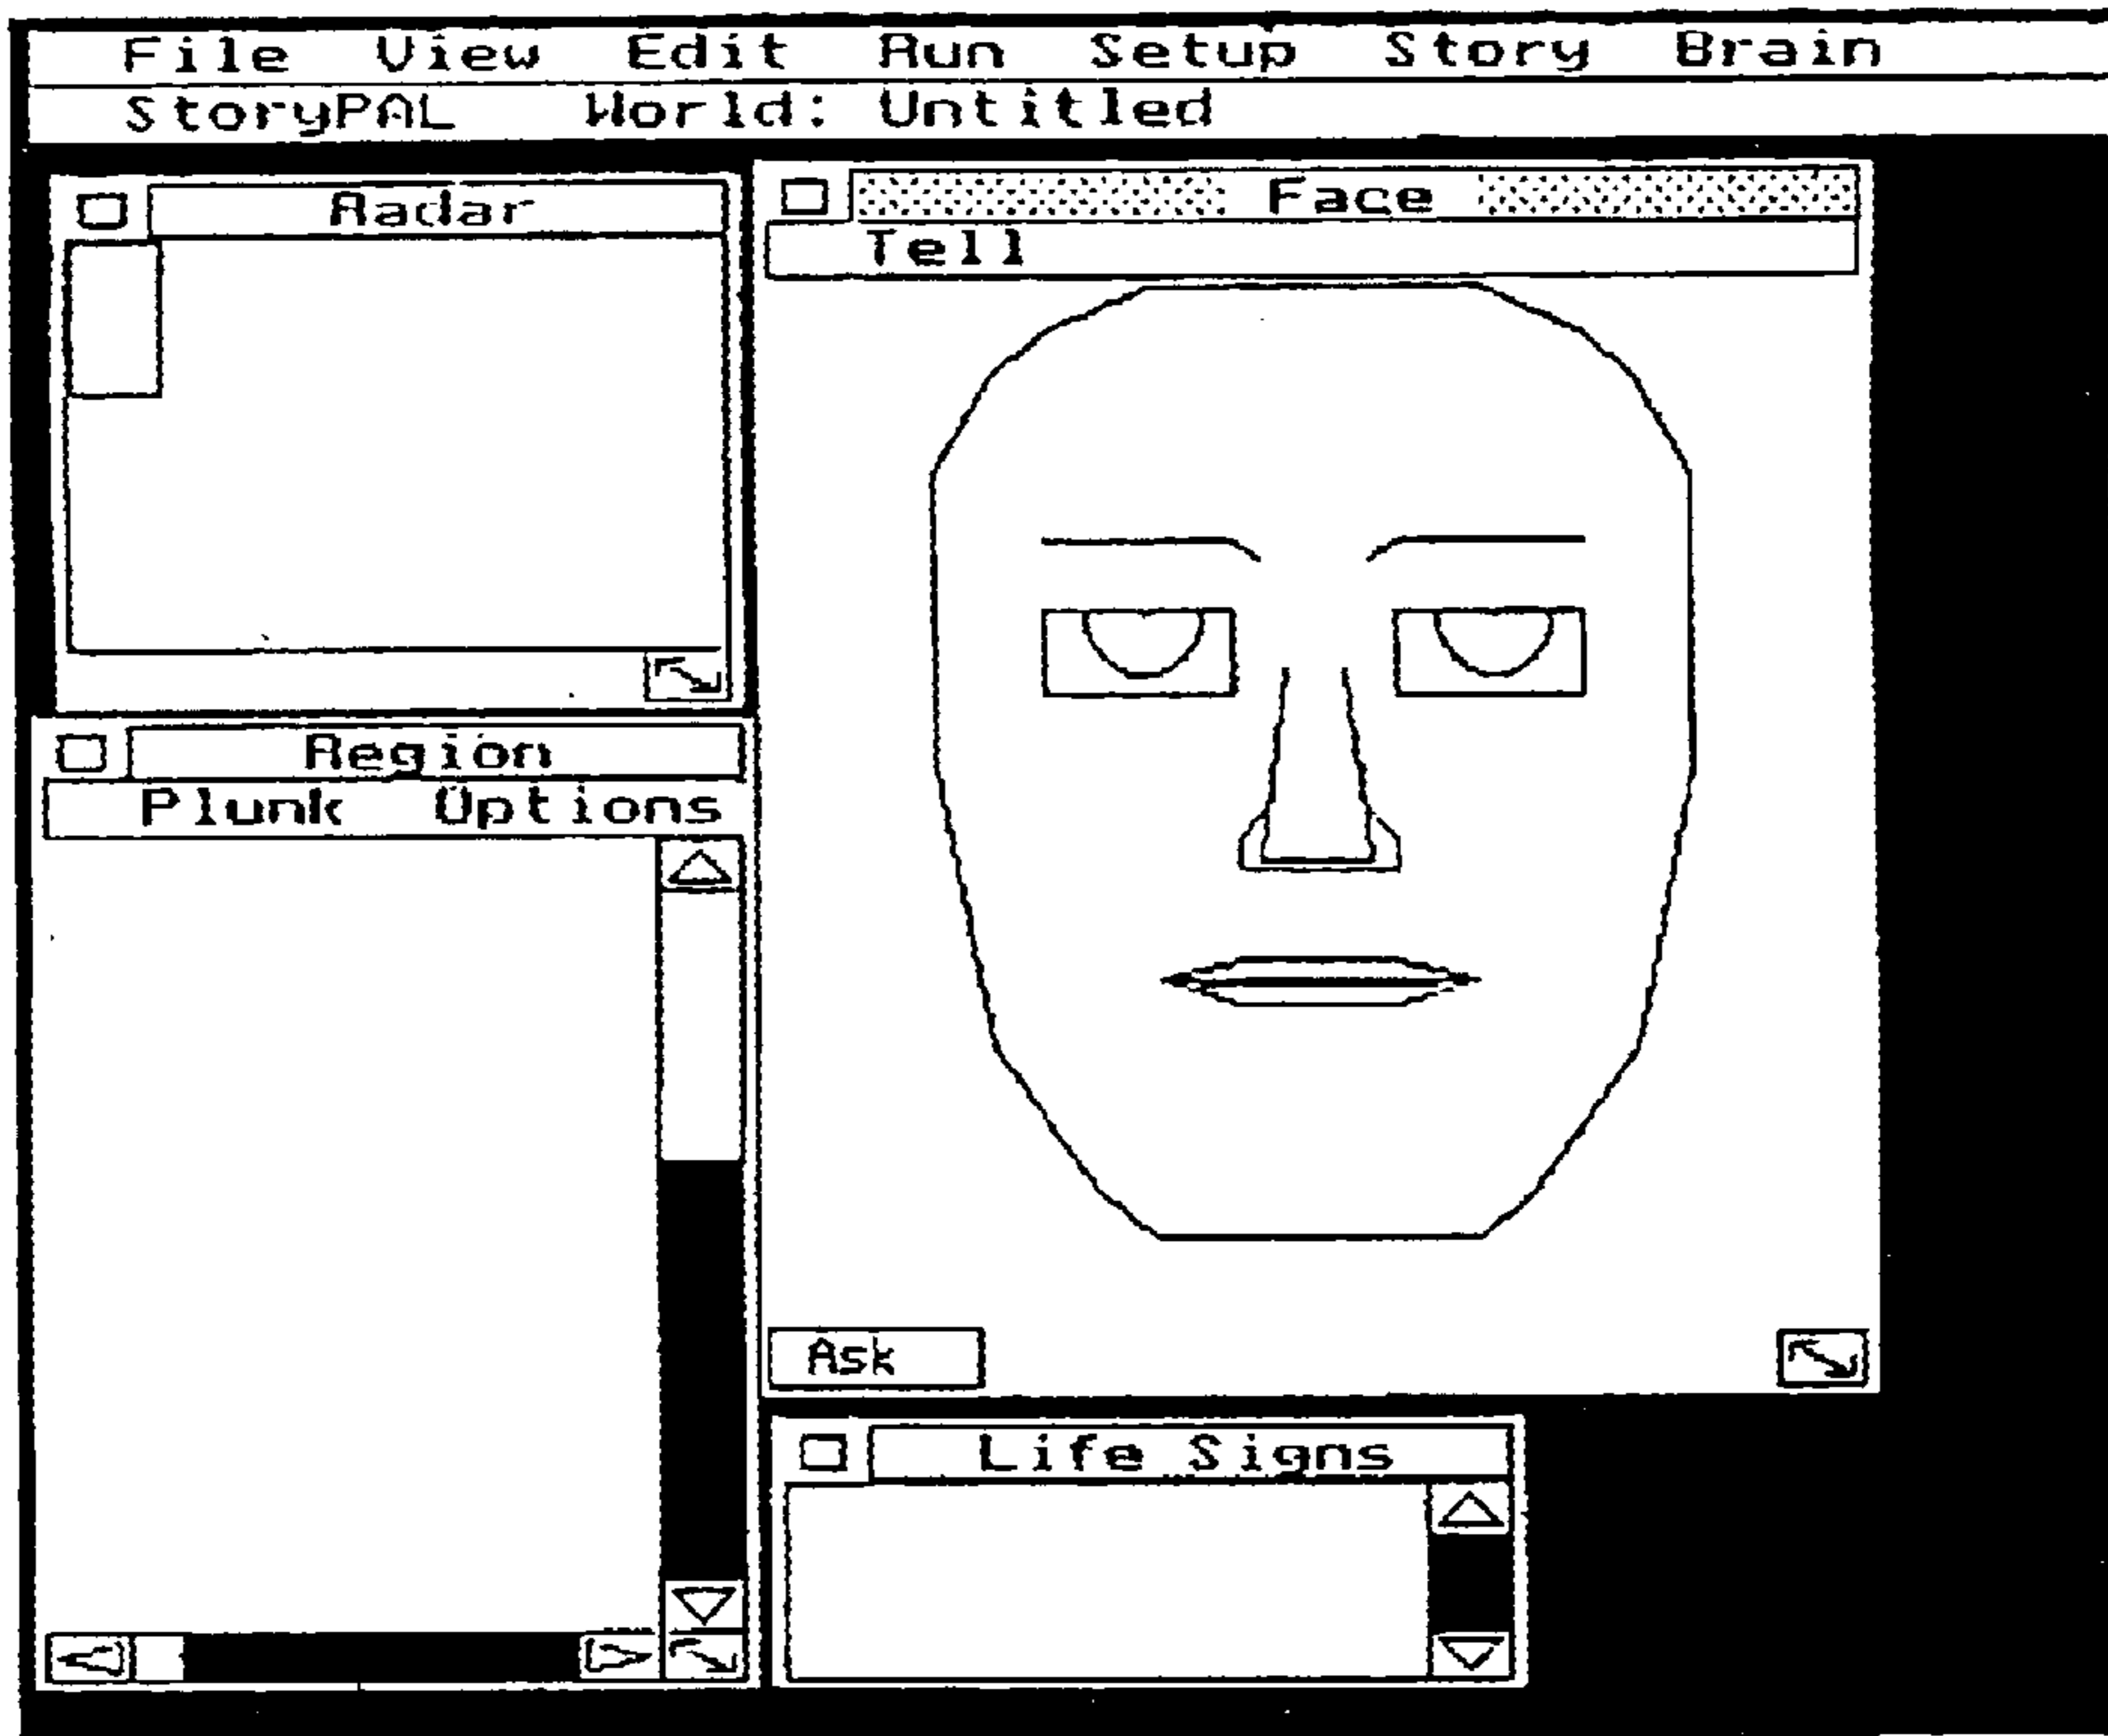 File View Edit Run Setup Story Brain
StoryPAL World: Untitled
Radar
Face
Tell
Region
Plunk Options
Ask
Life Signs